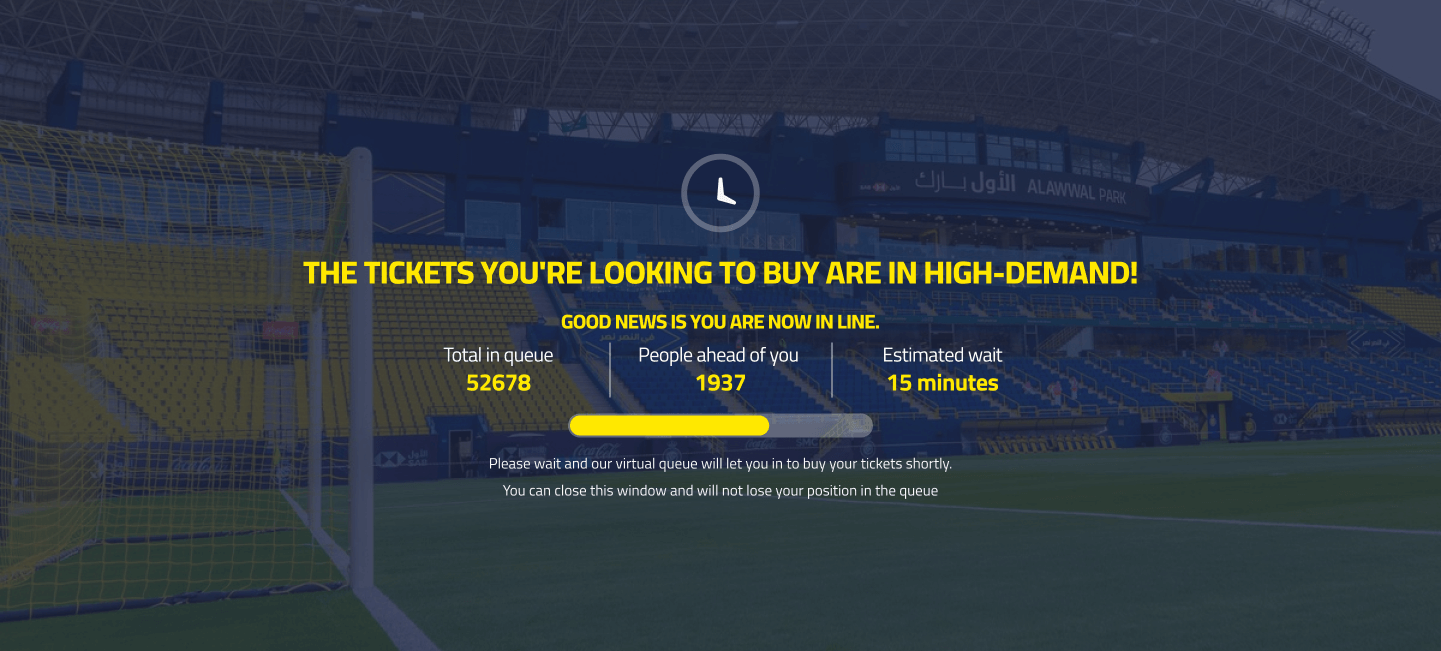 الأول بارك ALAWWAL PARK
THE TICKETS YOU'RE LOOKING TO BUY ARE IN HIGH-DEMAND!
GOOD NEWS IS YOU ARE NOW IN LINE.
Total in queue
People ahead of you
Estimated wait
52678
1937
15 minutes
Please wait and our virtual queue will let you in to buy your tickets shortly.
You can close this window and will not lose your position in the queue